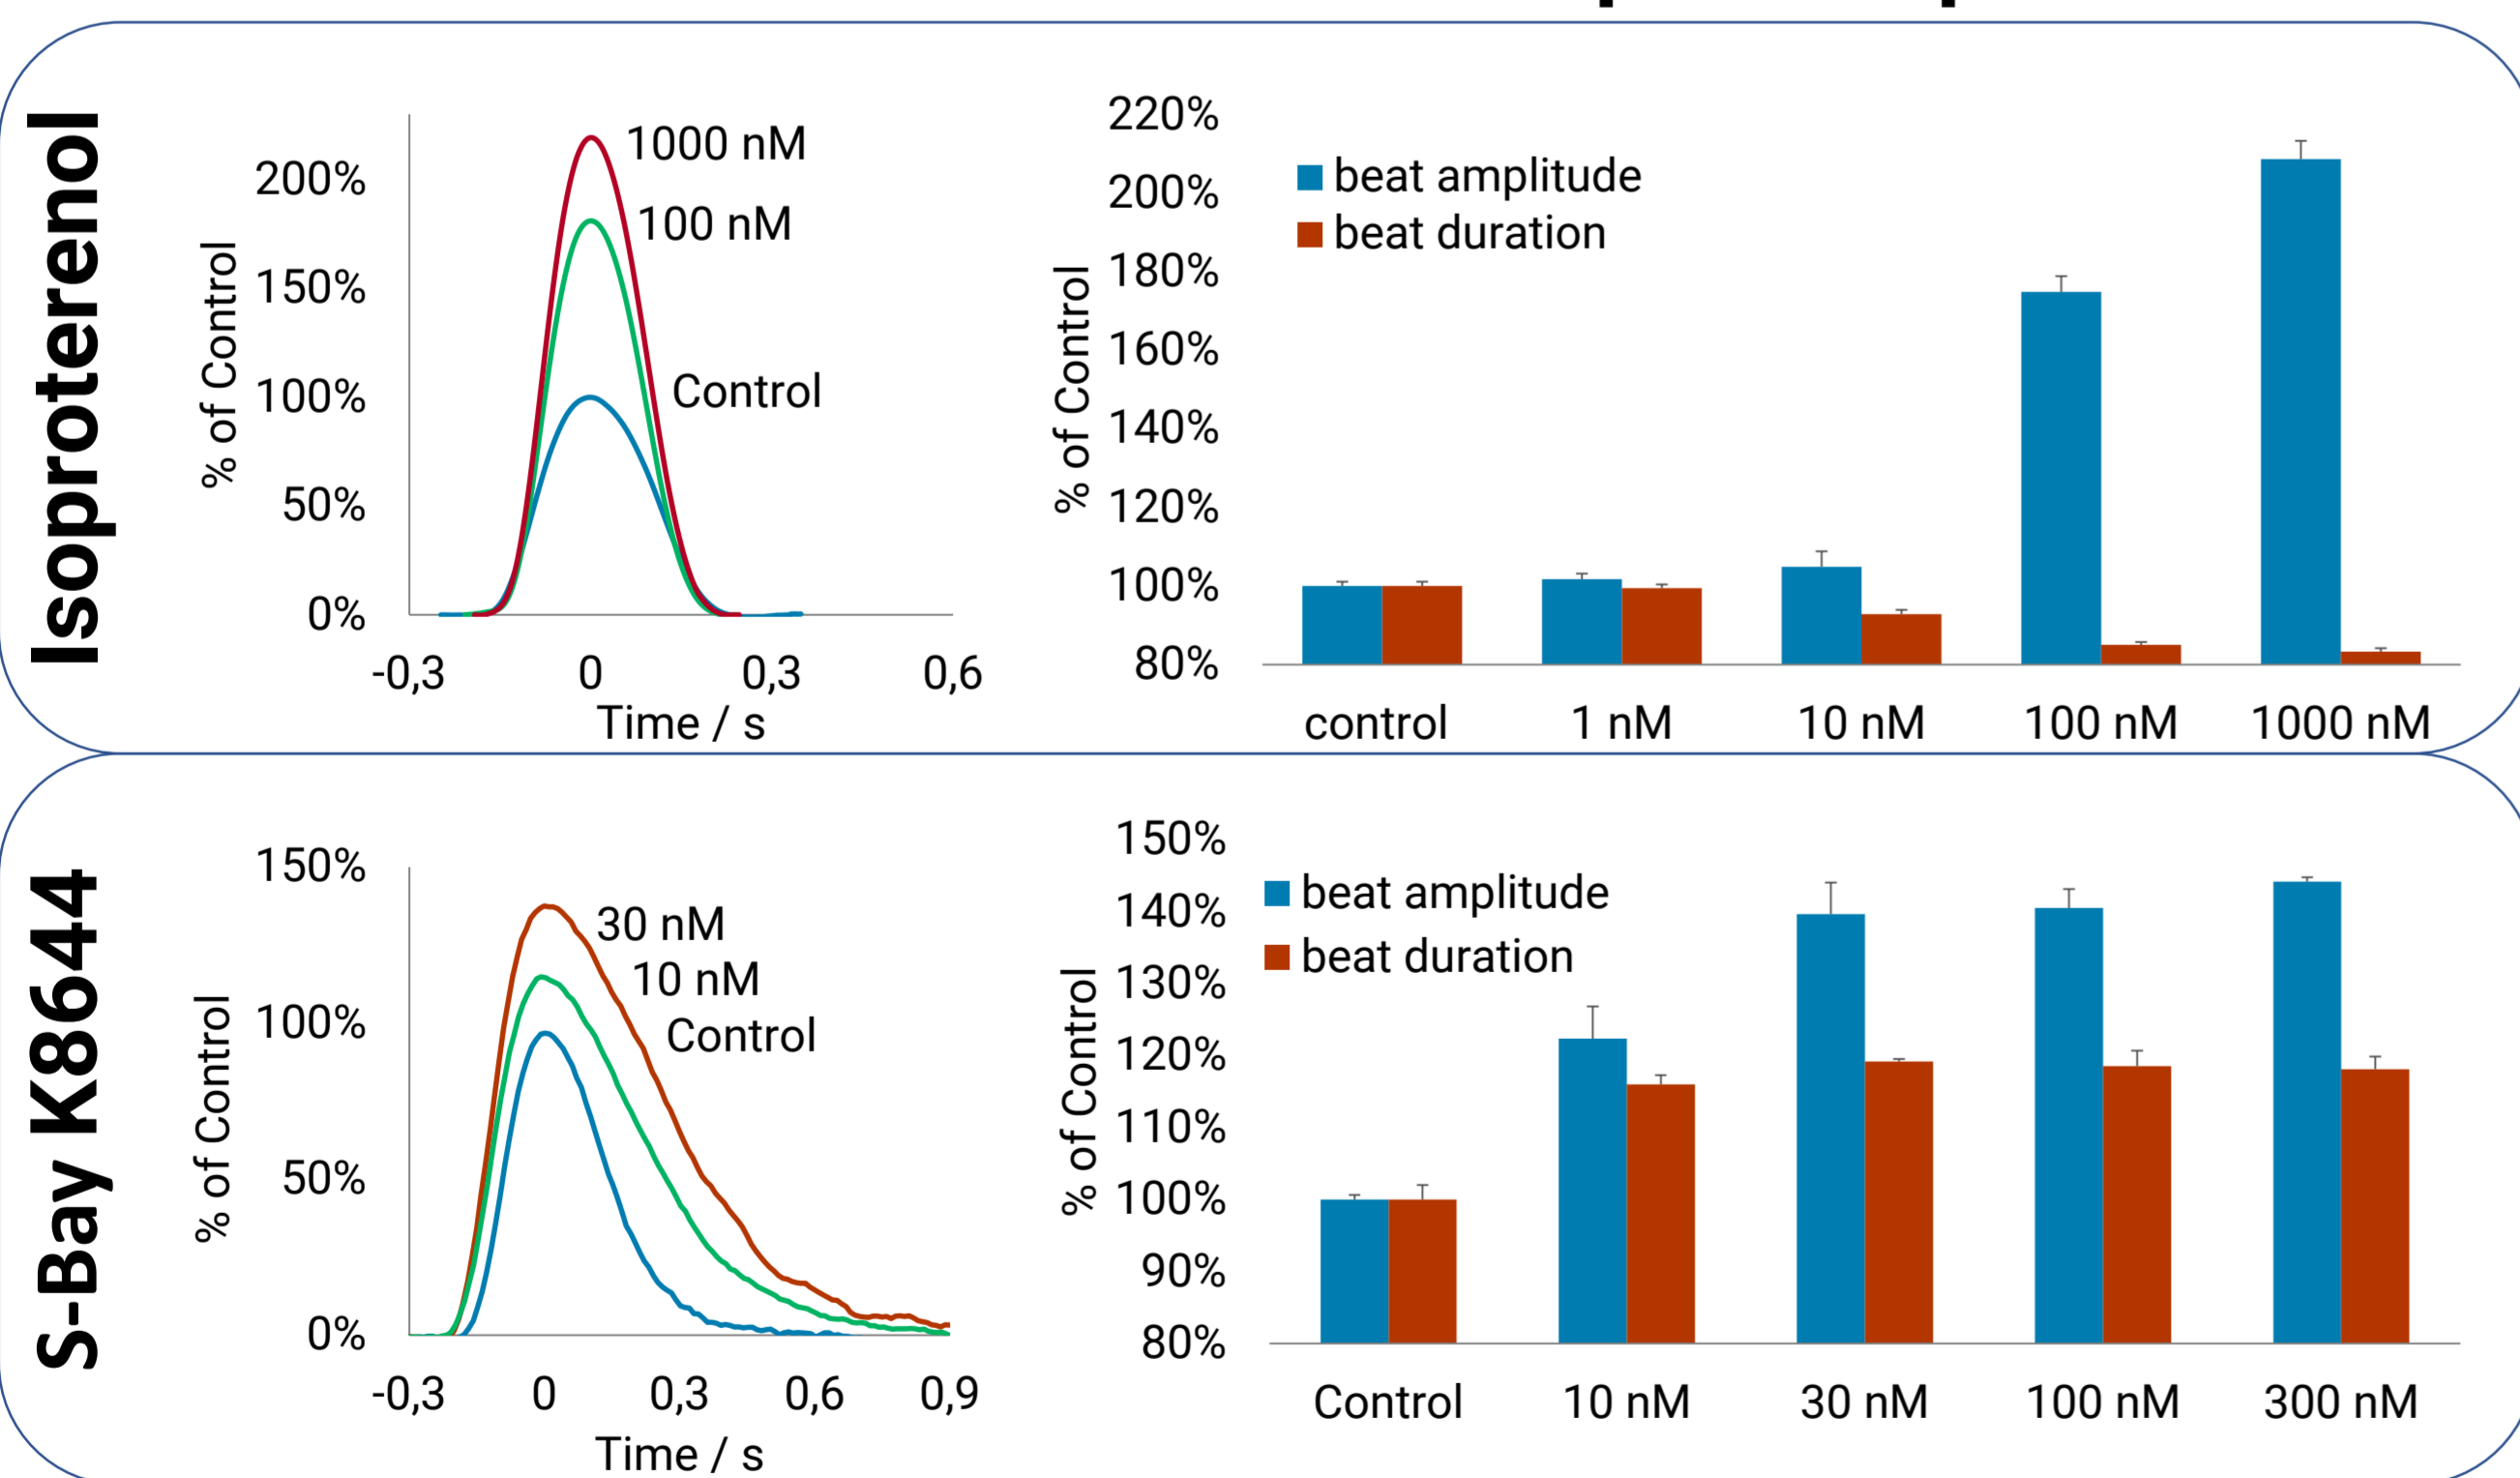 Isoproterenol
% of Control
200%
150%
100%
50%
0%
1000 nM
100 nM
Control
-0,3 0 0,3 0,6
Time / s
% of Control
220%
200%
180%
160%
140%
120%
100%
80%
beat amplitude
beat duration
control 1 nM 10 nM 100 nM 1000 nM
S-Bay K8644
% of Control
150%
100%
50%
0%
30 nM
10 nM
Control
-0,3 0 0,3 0,6 0,9
Time / s
% of Control
150%
140%
130%
120%
110%
100%
90%
80%
beat amplitude
beat duration
Control 10 nM 30 nM 100 nM 300 nM